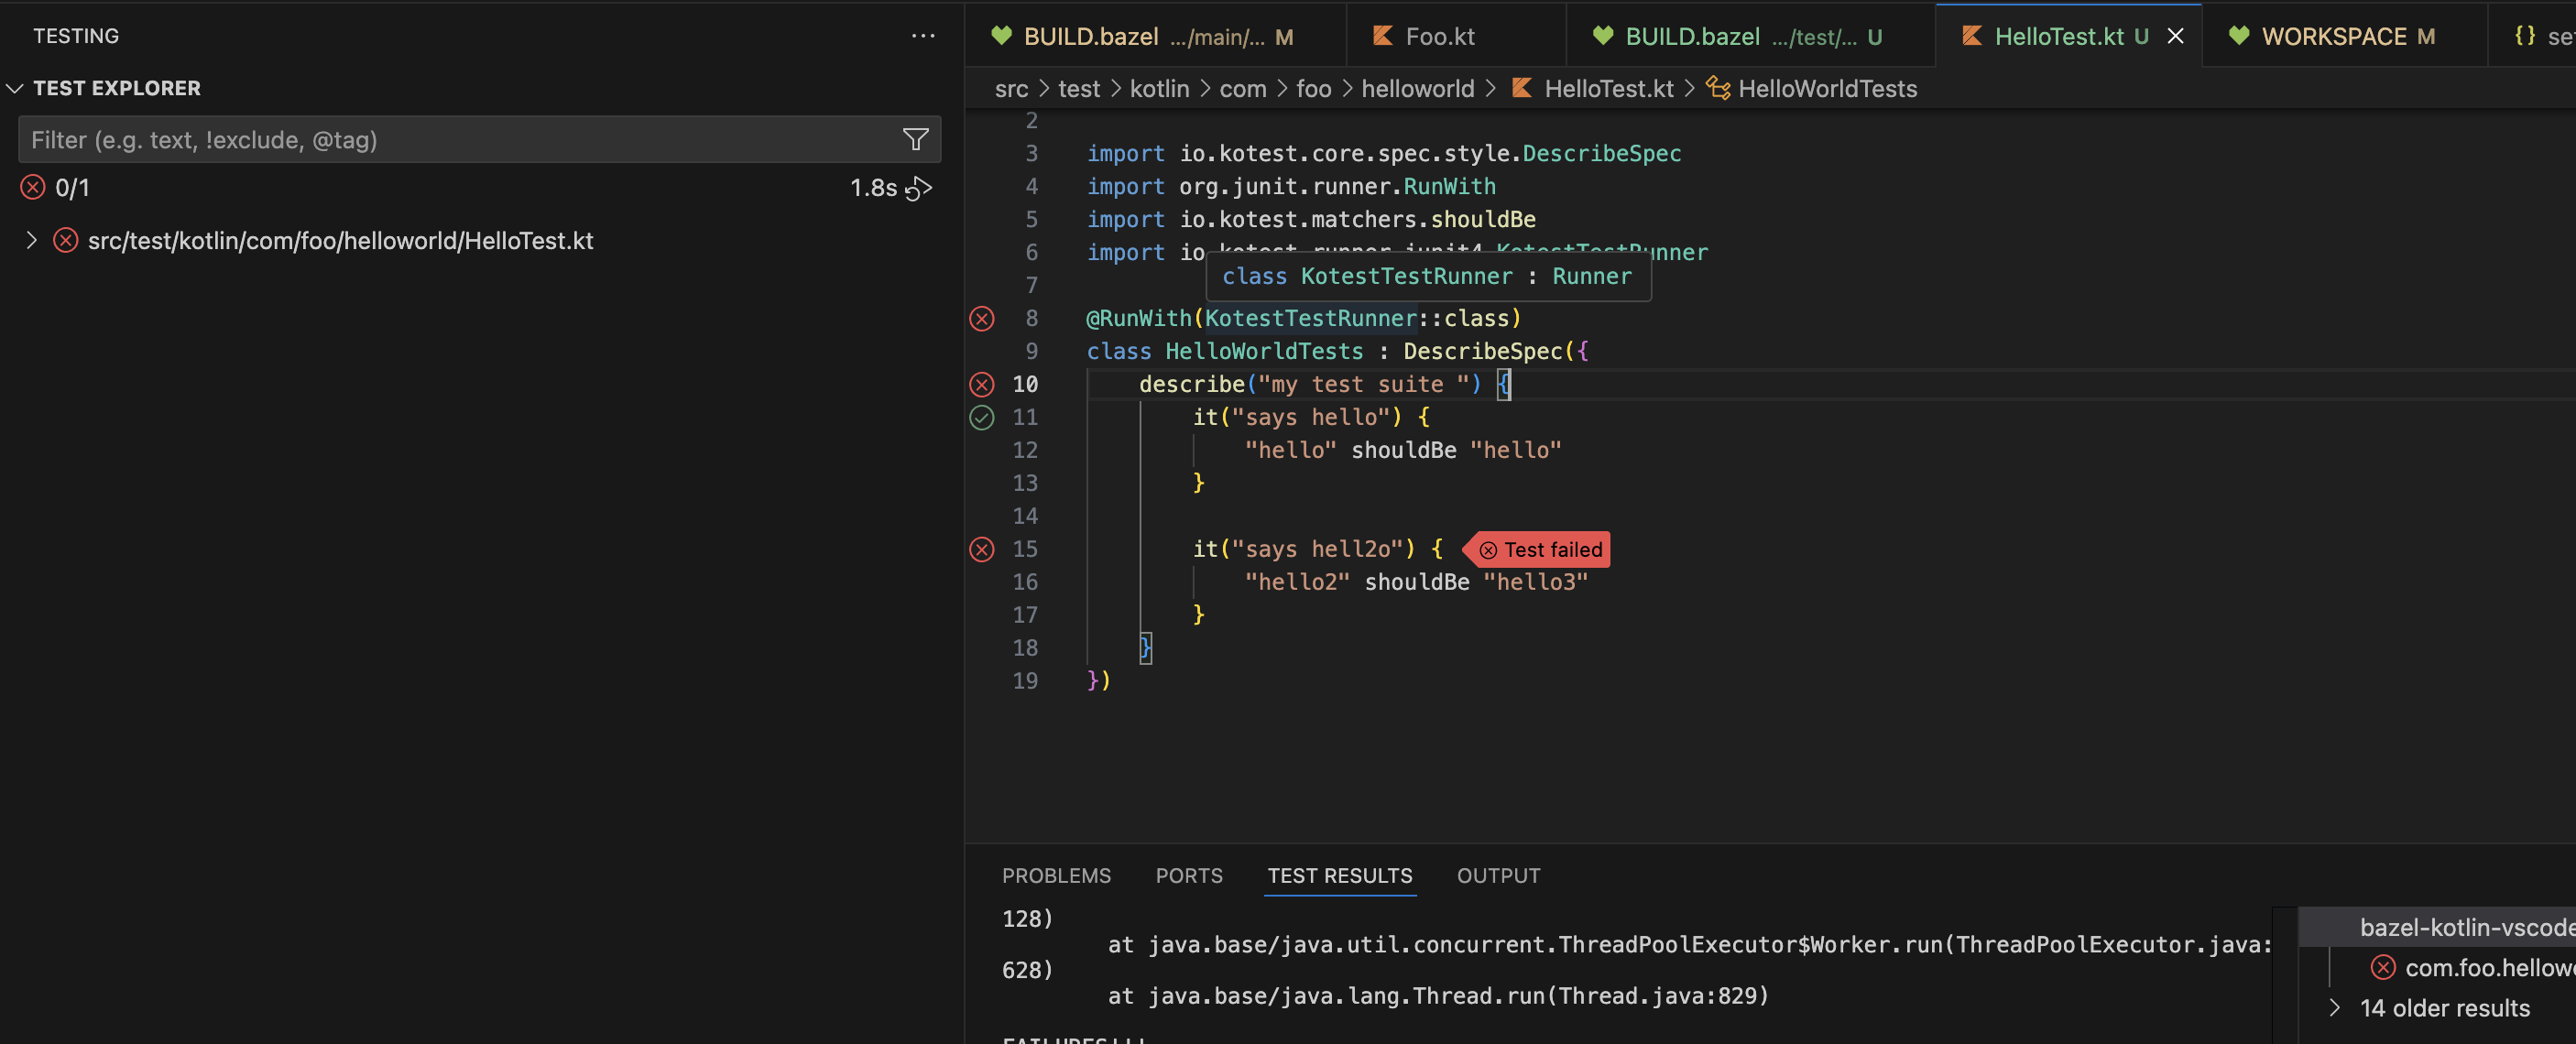 TESTING
TEST EXPLORER
Filter (e.g. text, !exclude, @tag)
0/1 1.8s
src/test/kotlin/com/foo/helloworld/HelloTest.kt
BUILD.bazel .../main/... M
Foo.kt
BUILD.bazel .../test/... U
HelloTest.kt U
WORKSPACE M
{} se
src > test > kotlin > com > foo > helloworld > HelloTest.kt > HelloWorldTests
2
3 import io.kotest.core.spec.style.DescribeSpec
4 import org.junit.runner.RunWith
5 import io.kotest.matchers.shouldBe
6 import io.kotest.runner.junit4.KotestTestRunner
class KotestTestRunner : Runner
7
8 @RunWith(KotestTestRunner::class)
9 class HelloWorldTests : DescribeSpec({
10 describe("my test suite ") {
11 it("says hello") {
12 "hello" shouldBe "hello"
13 }
14
15 it("says hell2o") { Test failed
16 "hello2" shouldBe "hello3"
17 }
18 }
19 })
PROBLEMS PORTS TEST RESULTS OUTPUT
128)
at java.base/java.util.concurrent.ThreadPoolExecutor$Worker.run(ThreadPoolExecutor.java:
628)
at java.base/java.lang.Thread.run(Thread.java:829)
FAILURES!!!
bazel-kotlin-vscode
com.foo.hellow
14 older results